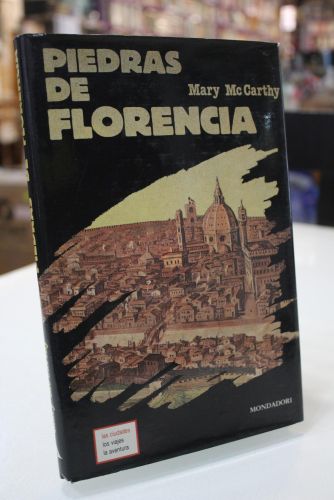 PIEDRAS
DE
Mary McCarthy
FLORENCIA
las ciudades
los viajes
la aventura
MONDADORI